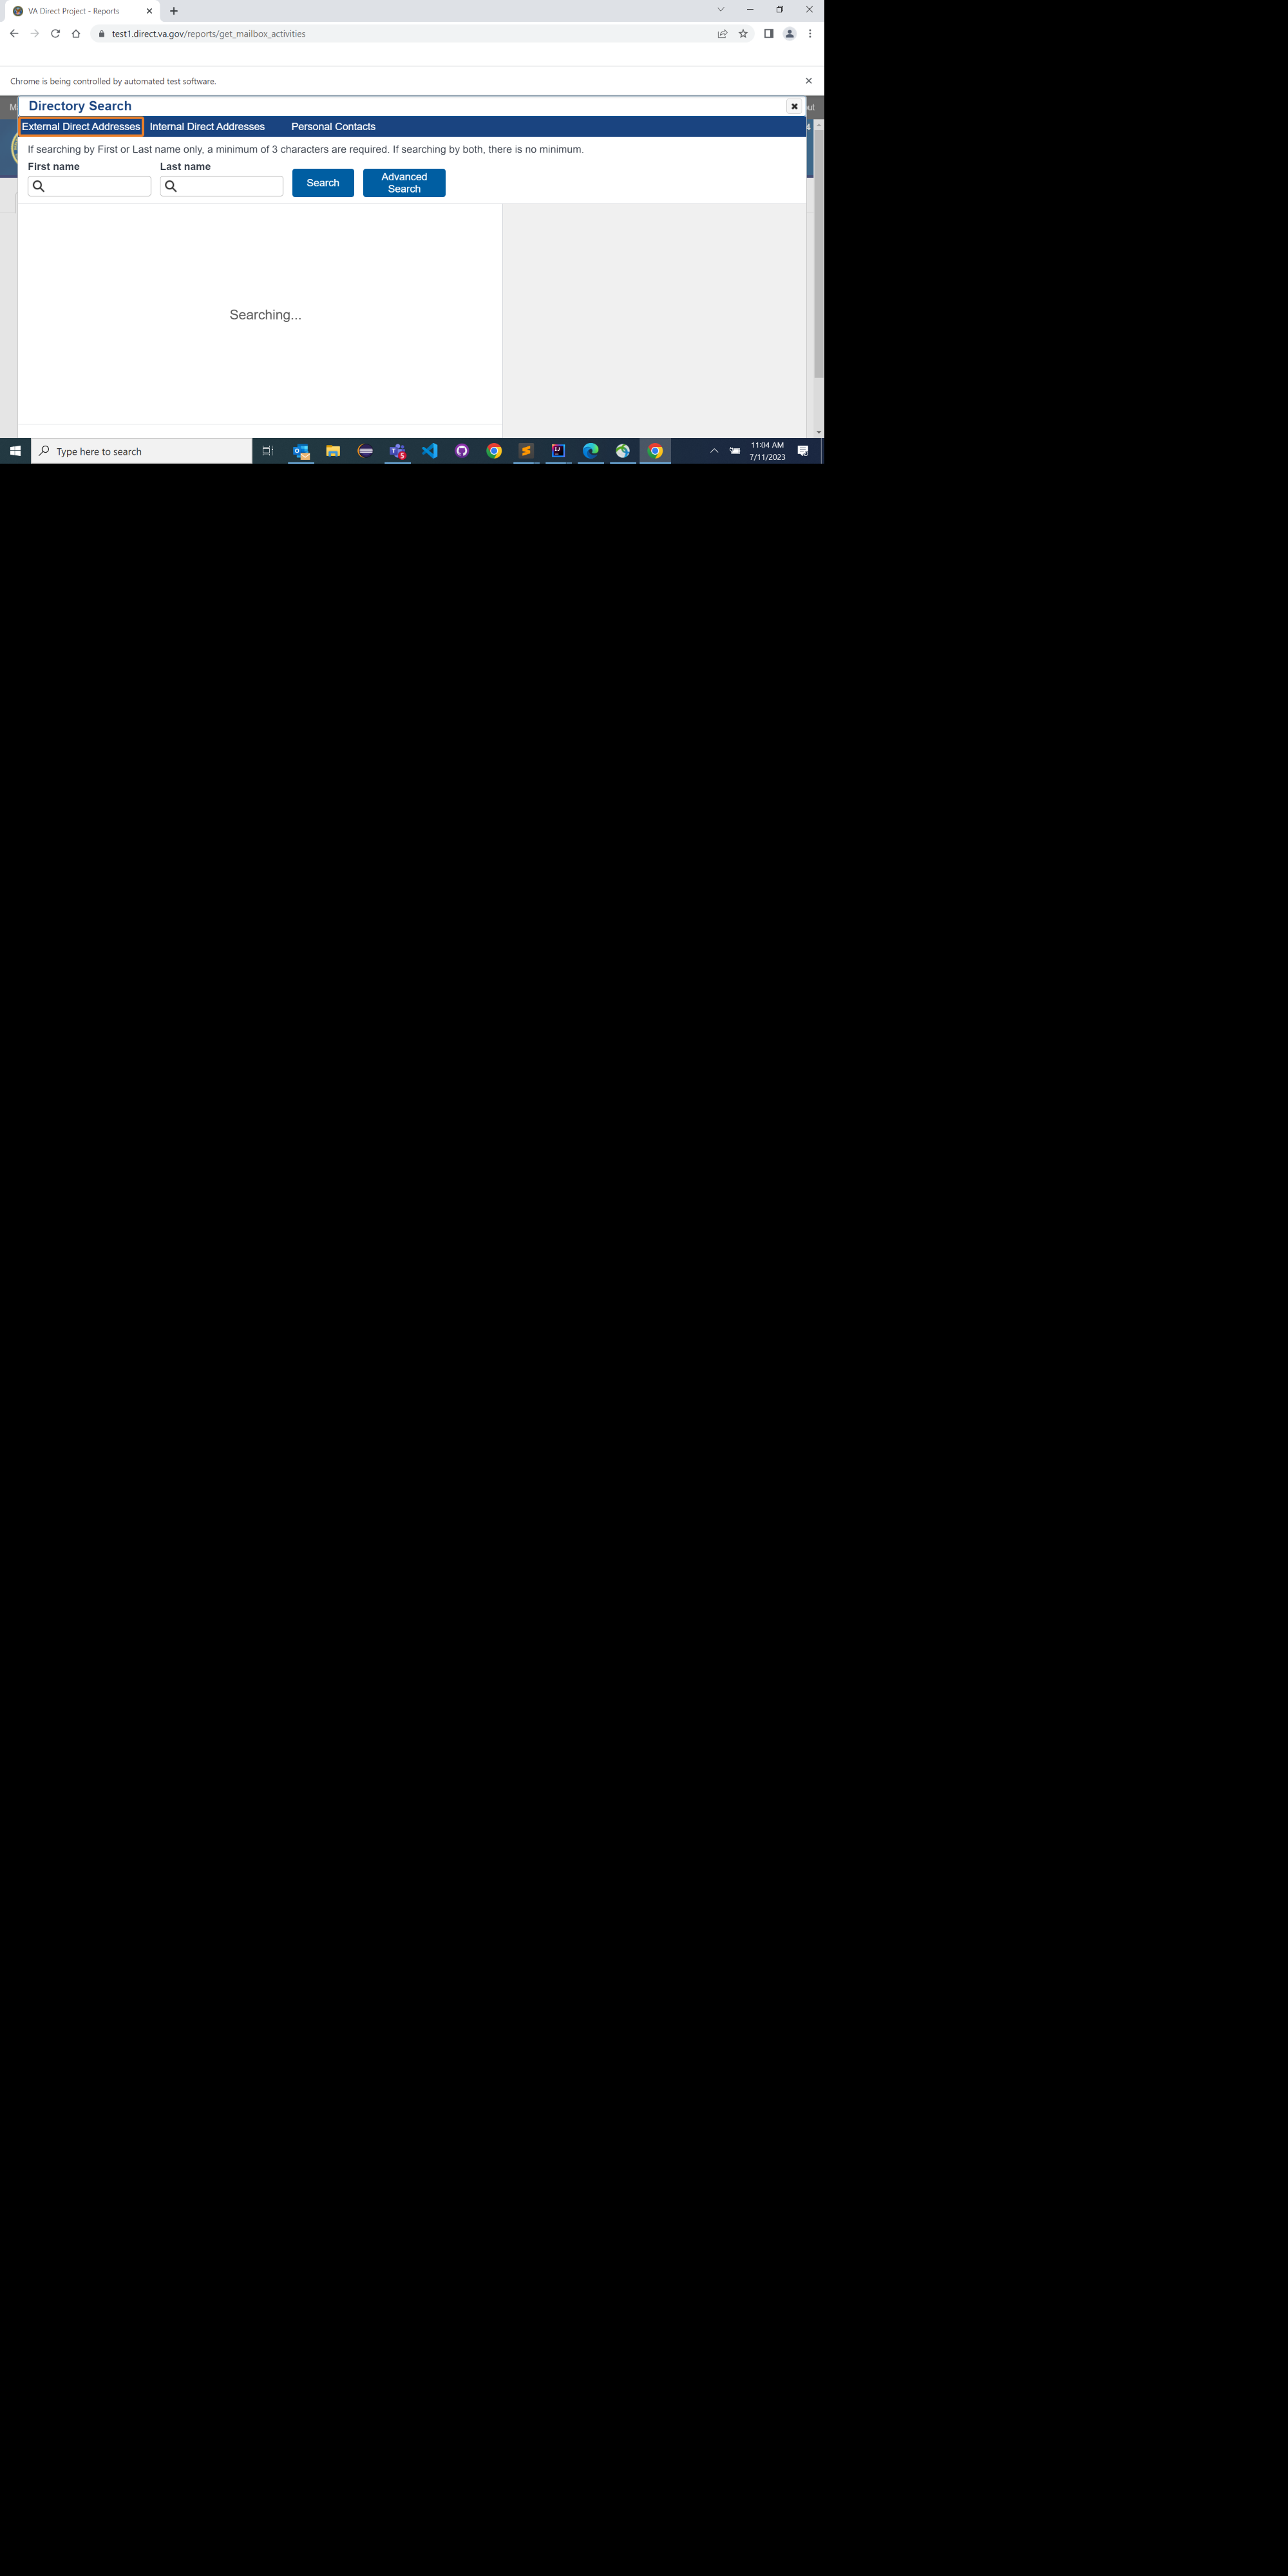 VA Direct Project - Reports
test1.direct.va.gov/reports/get_mailbox_activities
Chrome is being controlled by automated test software.
Directory Search
External Direct Addresses Internal Direct Addresses Personal Contacts
If searching by First or Last name only, a minimum of 3 characters are required. If searching by both, there is no minimum.
First name Last name
Search
Advanced
Search
Searching...
Type here to search
11:04 AM
7/11/2023